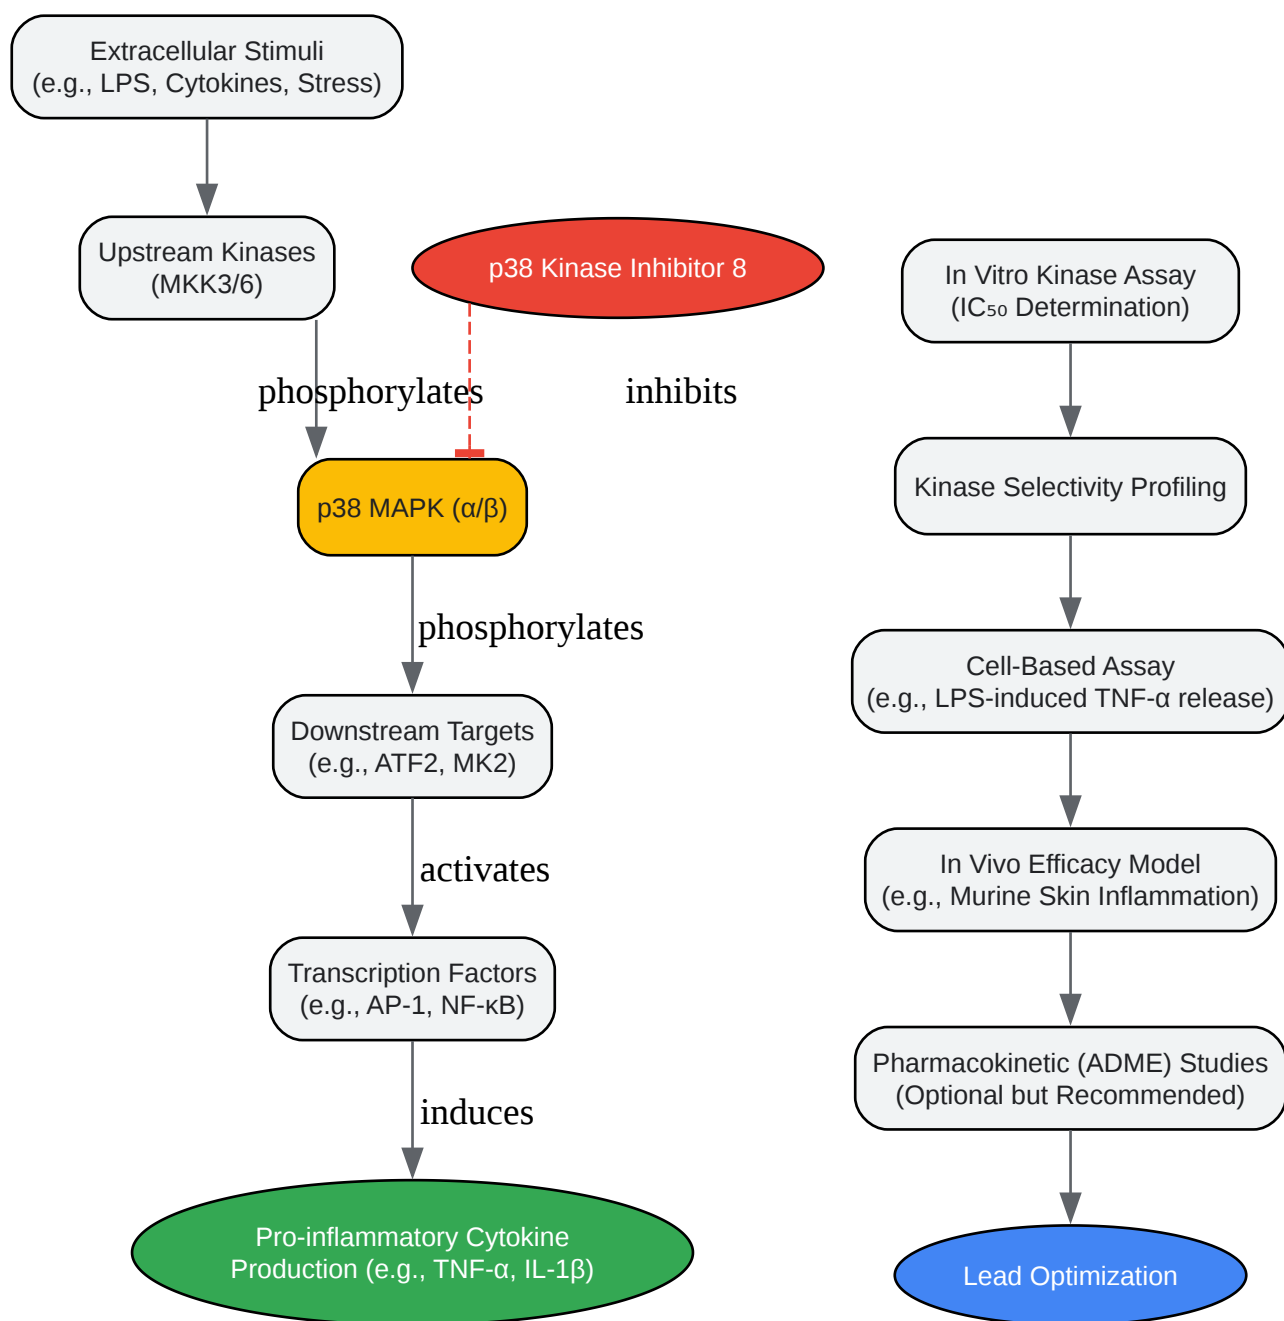 Extracellular Stimuli
(e.g., LPS, Cytokines, Stress)
Upstream Kinases
(MKK3/6)
p38 Kinase Inhibitor 8
phosphorylates
inhibits
p38 MAPK (α/β)
phosphorylates
Downstream Targets
(e.g., ATF2, MK2)
activates
Transcription Factors
(e.g., AP-1, NF-κB)
induces
Pro-inflammatory Cytokine
Production (e.g., TNF-α, IL-1β)
In Vitro Kinase Assay
(IC₅₀ Determination)
Kinase Selectivity Profiling
Cell-Based Assay
(e.g., LPS-induced TNF-α release)
In Vivo Efficacy Model
(e.g., Murine Skin Inflammation)
Pharmacokinetic (ADME) Studies
(Optional but Recommended)
Lead Optimization